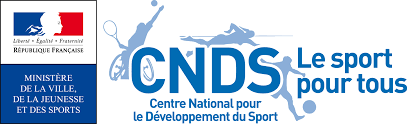 Liberté • Égalité • Fraternité
RÉPUBLIQUE FRANÇAISE
MINISTÈRE
DE LA VILLE,
DE LA JEUNESSE
ET DES SPORTS
CNDS
Centre National pour
le Développement du Sport
Le sport
pour tous